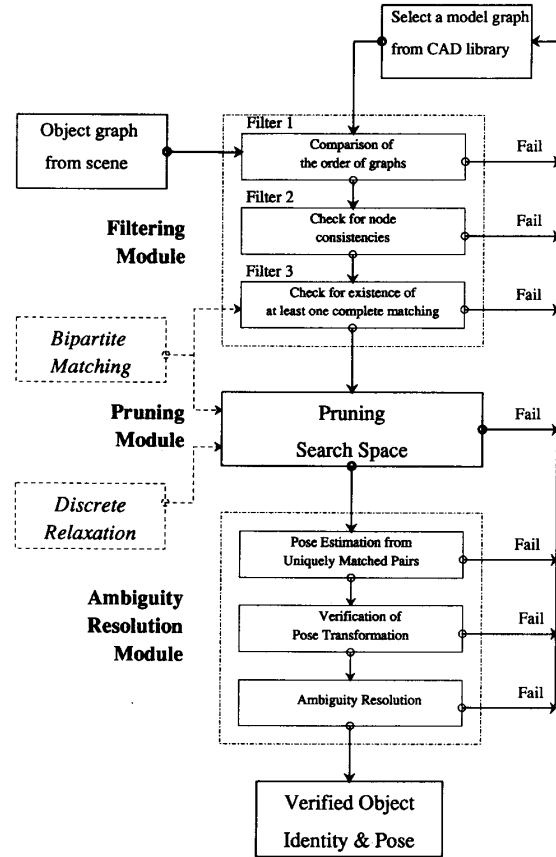 Select a model graph
from CAD library
Object graph
from scene
Filter 1
Comparison of
the order of graphs
Fail
Filter 2
Check for node
consistencies
Fail
Filtering
Module
Filter 3
Check for existence of
at least one complete matching
Fail
Bipartite
Matching
Pruning
Module
Pruning
Search Space
Fail
Discrete
Relaxation
Pose Estimation from
Uniquely Matched Pairs
Fail
Ambiguity
Resolution
Module
Verification of
Pose Transformation
Fail
Ambiguity Resolution
Fail
Verified Object
Identity & Pose